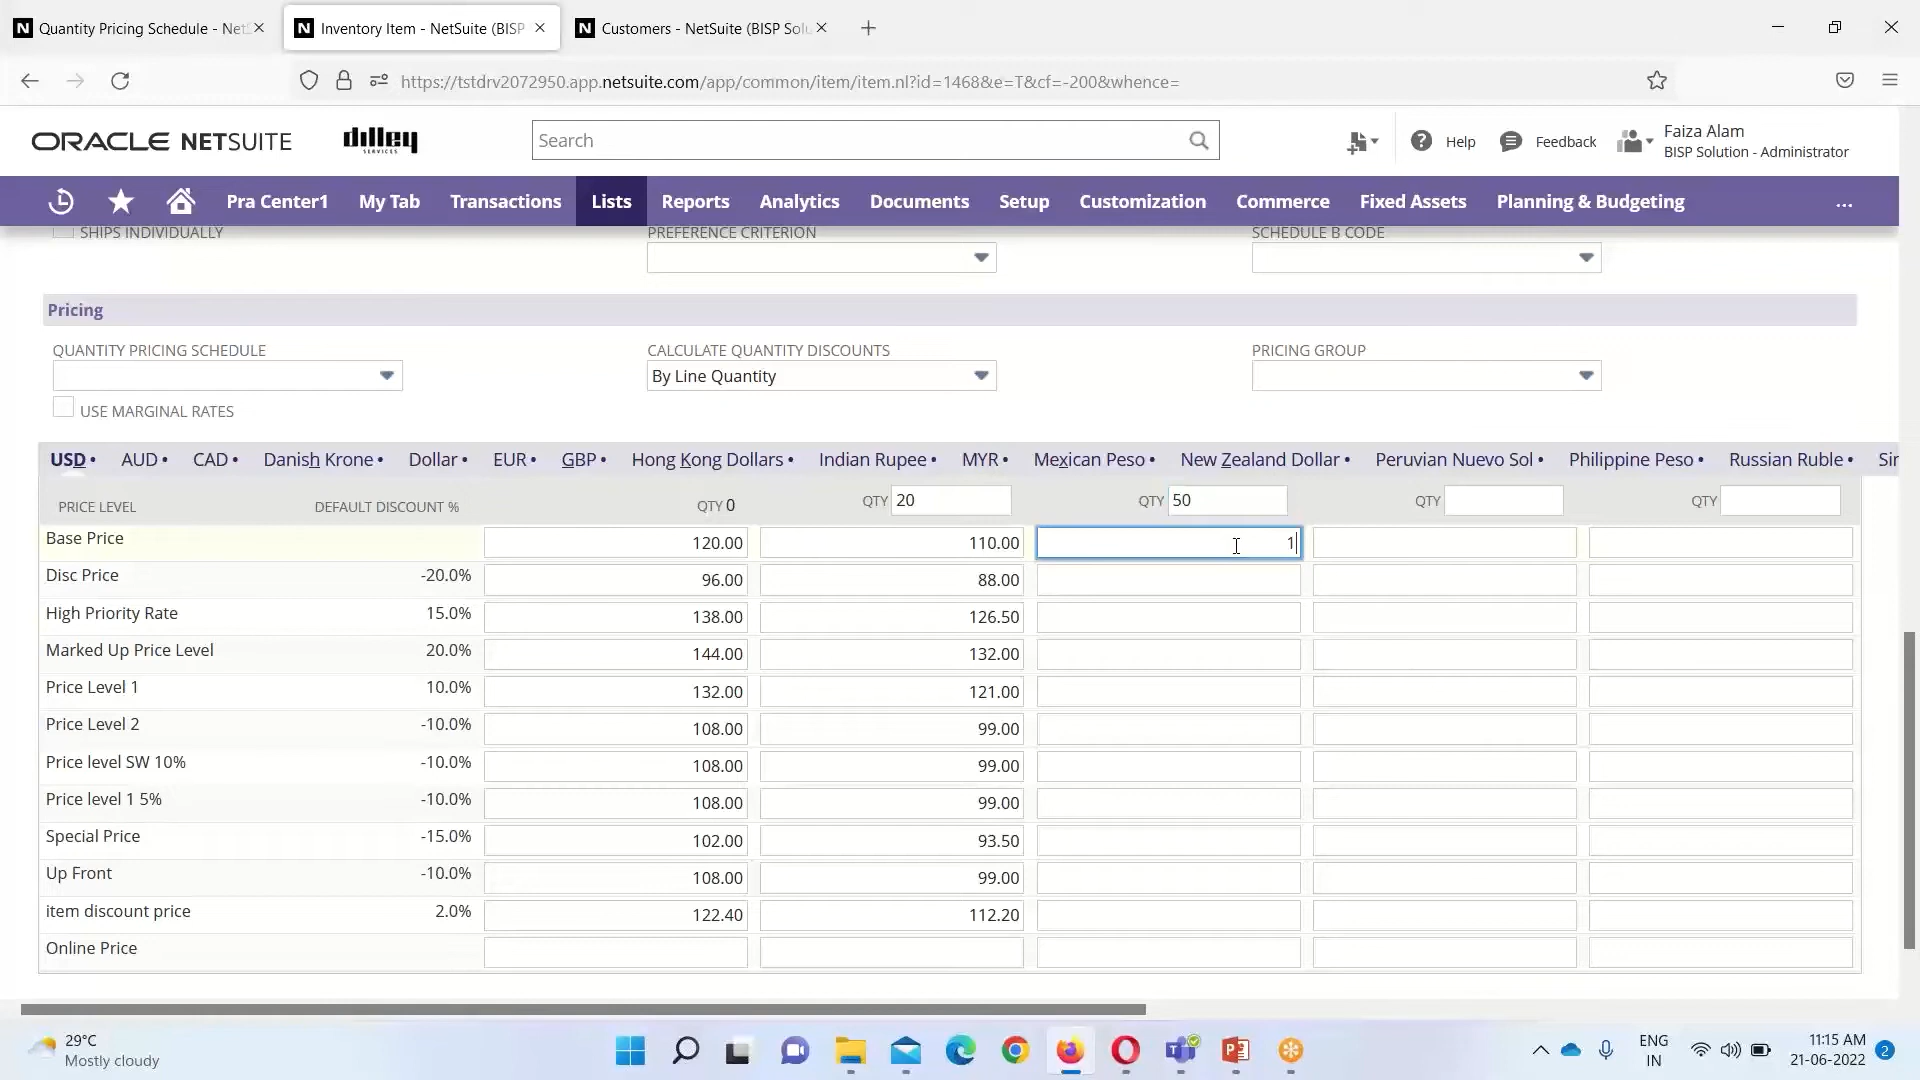 Quantity Pricing Schedule - Net
Inventory Item - NetSuite (BISP
Customers - NetSuite (BISP Solu
https://tstdrv2072950.app.netsuite.com/app/common/item/item.nl?id=1468&e=T&cf=-200&whence=
ORACLE NETSUITE
dilley
SERVICES
Search
Help
Feedback
Faiza Alam
BISP Solution - Administrator
Pra Center1 My Tab Transactions Lists Reports Analytics Documents Setup Customization Commerce Fixed Assets Planning & Budgeting ...
SHIPS INDIVIDUALLY PREFERENCE CRITERION SCHEDULE B CODE
Pricing
QUANTITY PRICING SCHEDULE CALCULATE QUANTITY DISCOUNTS PRICING GROUP
By Line Quantity
USE MARGINAL RATES
USD • AUD • CAD • Danish Krone • Dollar • EUR • GBP • Hong Kong Dollars • Indian Rupee • MYR • Mexican Peso • New Zealand Dollar • Peruvian Nuevo Sol • Philippine Peso • Russian Ruble • Sir
PRICE LEVEL DEFAULT DISCOUNT % QTY 0 QTY 20 QTY 50 QTY QTY
Base Price 120.00 110.00 1
Disc Price -20.0% 96.00 88.00
High Priority Rate 15.0% 138.00 126.50
Marked Up Price Level 20.0% 144.00 132.00
Price Level 1 10.0% 132.00 121.00
Price Level 2 -10.0% 108.00 99.00
Price level SW 10% -10.0% 108.00 99.00
Price level 1 5% -10.0% 108.00 99.00
Special Price -15.0% 102.00 93.50
Up Front -10.0% 108.00 99.00
item discount price 2.0% 122.40 112.20
Online Price
29°C
Mostly cloudy
ENG
IN
11:15 AM
21-06-2022
2